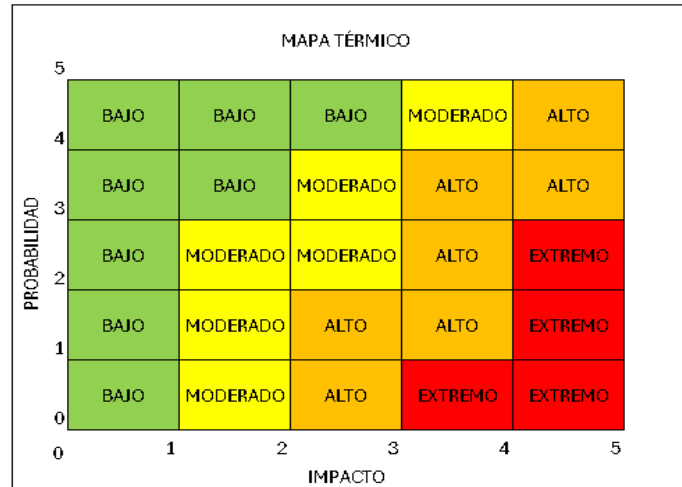 MAPA TÉRMICO
5
BAJO BAJO BAJO MODERADO ALTO
4
BAJO BAJO MODERADO ALTO ALTO
3
PROBABILIDAD
BAJO MODERADO MODERADO ALTO EXTREMO
2
BAJO MODERADO ALTO ALTO EXTREMO
1
BAJO MODERADO ALTO EXTREMO EXTREMO
0
0 1 2 3 4 5
IMPACTO